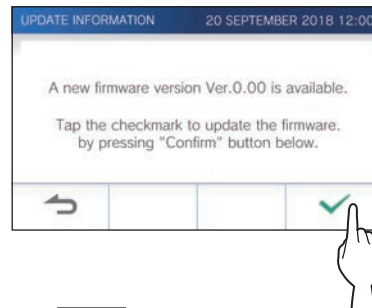 UPDATE INFORMATION 20 SEPTEMBER 2018 12:00
A new firmware version Ver.0.00 is available.
Tap the checkmark to update the firmware.
by pressing "Confirm" button below.